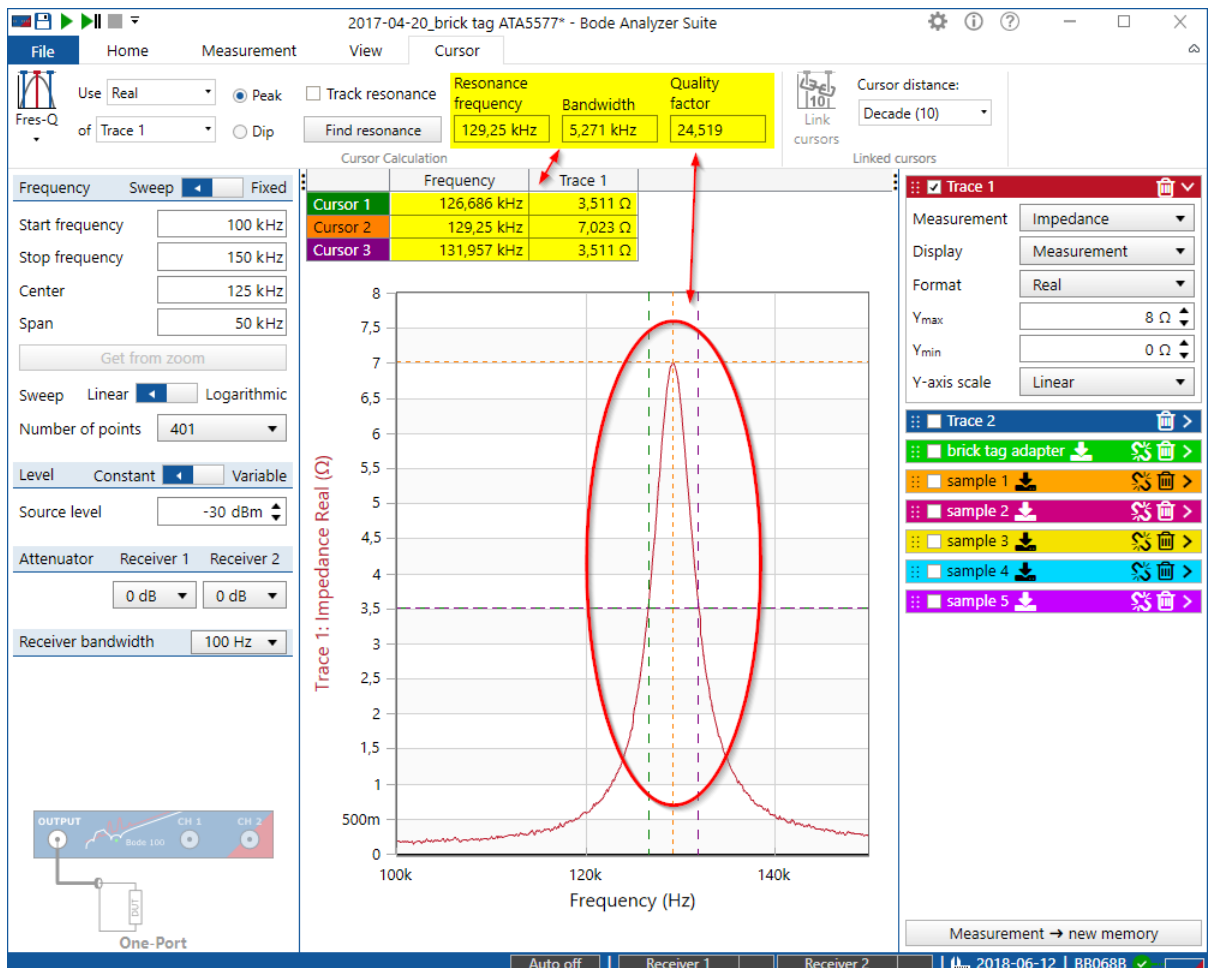 2017-04-20_brick tag ATA5577* - Bode Analyzer Suite
File Home Measurement View Cursor
Fres-Q
Use Real
of Trace 1
Peak
Dip
Track resonance
Find resonance
Resonance frequency
129,25 kHz
Bandwidth
5,271 kHz
Quality factor
24,519
Cursor Calculation
Link cursors
Cursor distance:
Decade (10)
Linked cursors
Frequency Sweep Fixed
Start frequency 100 kHz
Stop frequency 150 kHz
Center 125 kHz
Span 50 kHz
Get from zoom
Sweep Linear Logarithmic
Number of points 401
Level Constant Variable
Source level -30 dBm
Attenuator Receiver 1 Receiver 2
0 dB 0 dB
Receiver bandwidth 100 Hz
OUTPUT CH 1 CH 2
Bode 100
DUT
One-Port
Frequency Trace 1
Cursor 1 126,686 kHz 3,511 Ω
Cursor 2 129,25 kHz 7,023 Ω
Cursor 3 131,957 kHz 3,511 Ω
8
7,5
7
6,5
6
5,5
5
4,5
4
3,5
3
2,5
2
1,5
1
500m
0
Trace 1: Impedance Real (Ω)
100k 120k 140k
Frequency (Hz)
Trace 1
Measurement Impedance
Display Measurement
Format Real
Ymax 8 Ω
Ymin 0 Ω
Y-axis scale Linear
Trace 2
brick tag adapter
sample 1
sample 2
sample 3
sample 4
sample 5
Measurement → new memory
Auto off Receiver 1 Receiver 2 2018-06-12 BB068B